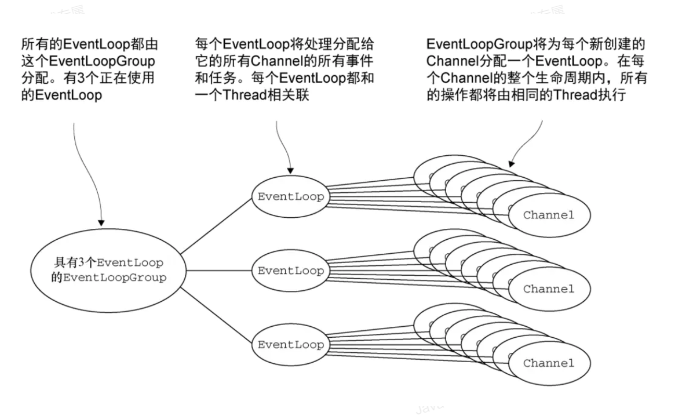 所有的EventLoop都由
这个EventLoopGroup
分配。有3个正在使用
的EventLoop
每个EventLoop将处理分配给
它的所有Channel的所有事件
和任务。每个EventLoop都和
一个Thread相关联
EventLoopGroup将为每个新创建的
Channel分配一个EventLoop。在每
个Channel的整个生命周期内，所有
的操作都将由相同的Thread执行
EventLoop
Channel
具有3个EventLoop
的EventLoopGroup
EventLoop
Channel
EventLoop
Channel